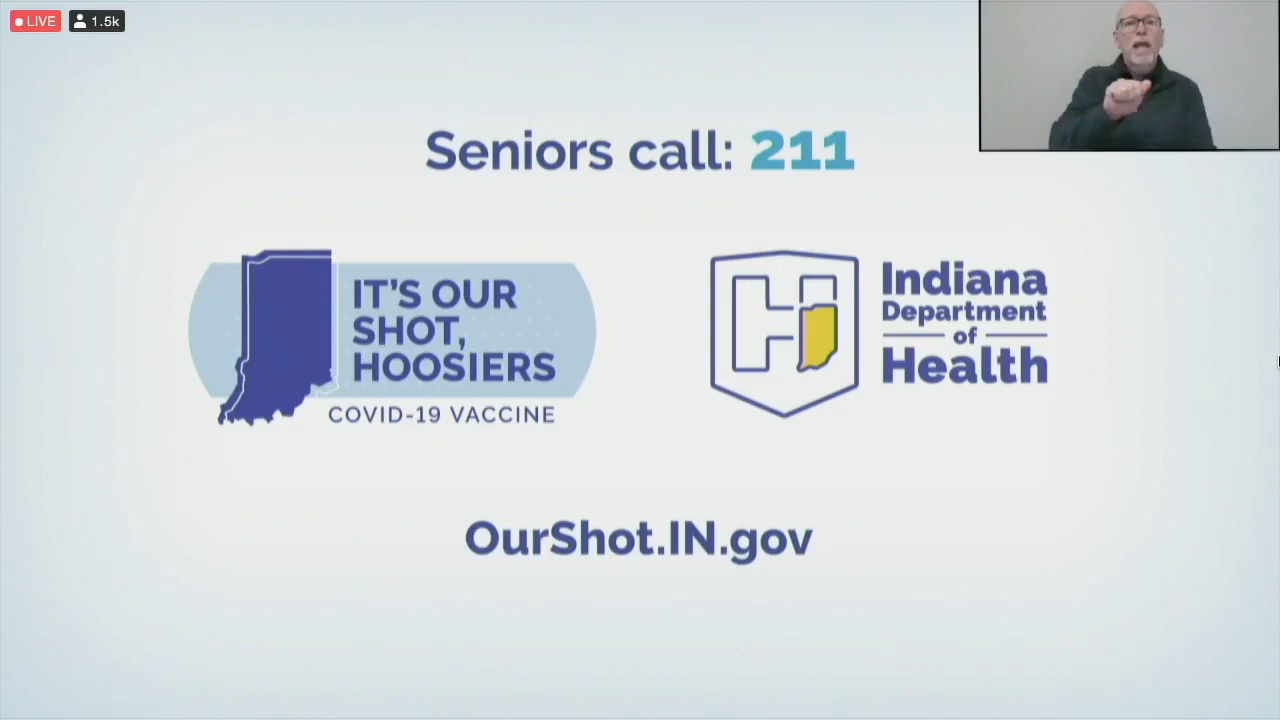 LIVE 1.5k
Seniors call: 211
IT'S OUR
SHOT,
HOOSIERS
COVID-19 VACCINE
Indiana
Department
of
Health
OurShot.IN.gov